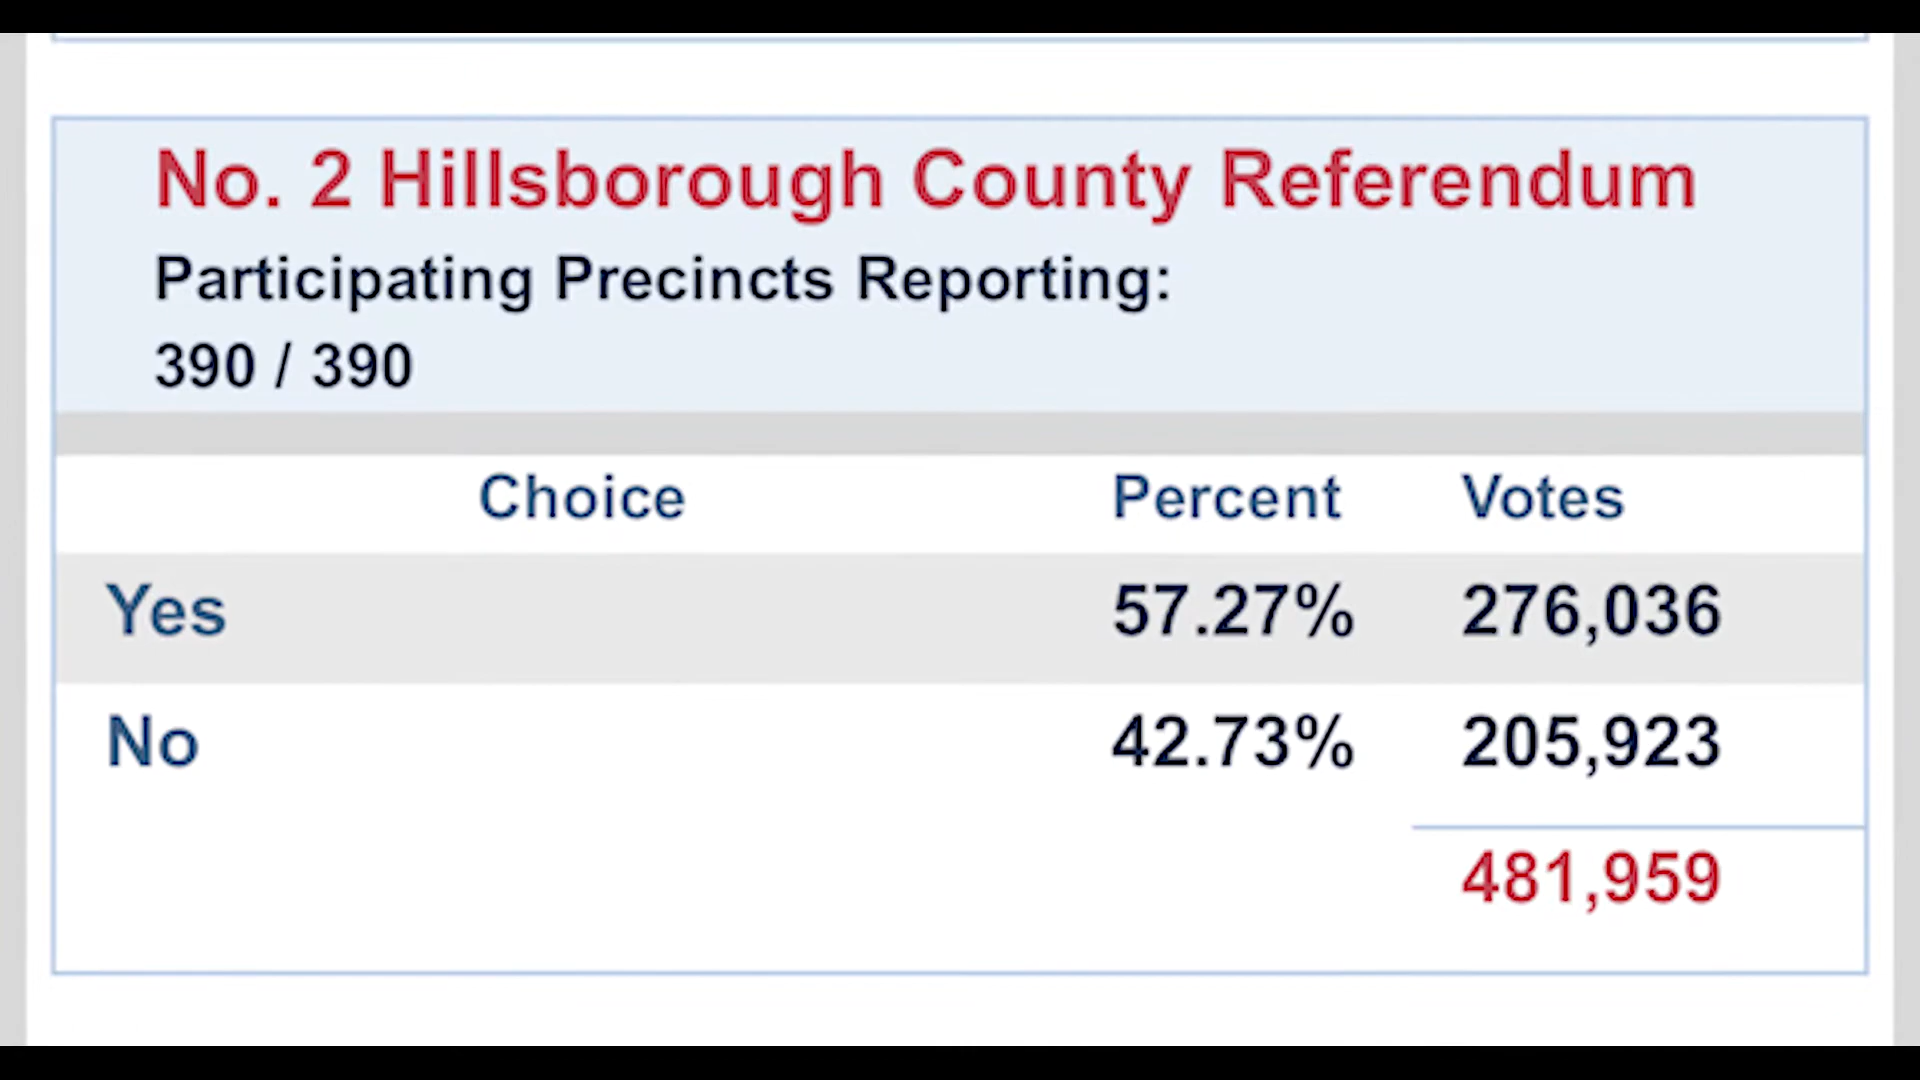 No. 2 Hillsborough County Referendum
Participating Precincts Reporting:
390 / 390
Choice Percent Votes
Yes 57.27% 276,036
No 42.73% 205,923
481,959